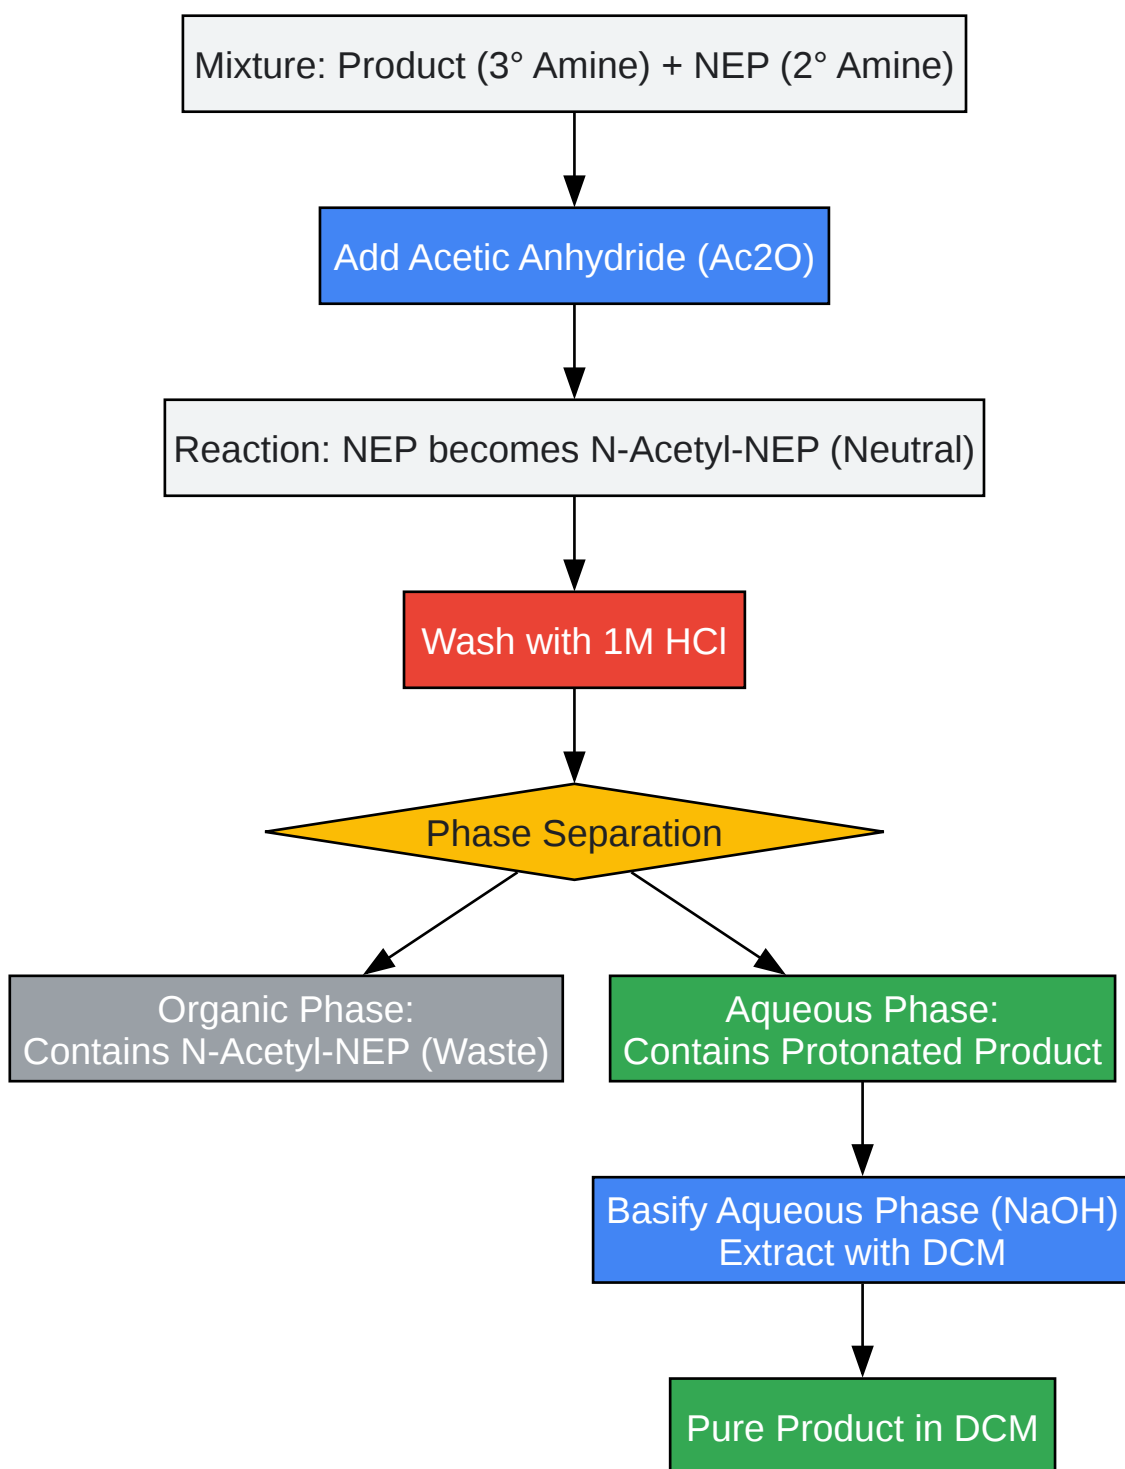 Mixture: Product (3° Amine) + NEP (2° Amine)
Add Acetic Anhydride (Ac2O)
Reaction: NEP becomes N-Acetyl-NEP (Neutral)
Wash with 1M HCl
Phase Separation
Organic Phase:
Contains N-Acetyl-NEP (Waste)
Aqueous Phase:
Contains Protonated Product
Basify Aqueous Phase (NaOH)
Extract with DCM
Pure Product in DCM